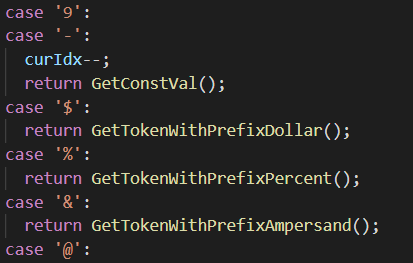 case '9':
case '-':
curIdx--;
return GetConstVal();
case '$':
return GetTokenWithPrefixDollar();
case '%':
return GetTokenWithPrefixPercent();
case '&':
return GetTokenWithPrefixAmpersand();
case '@':